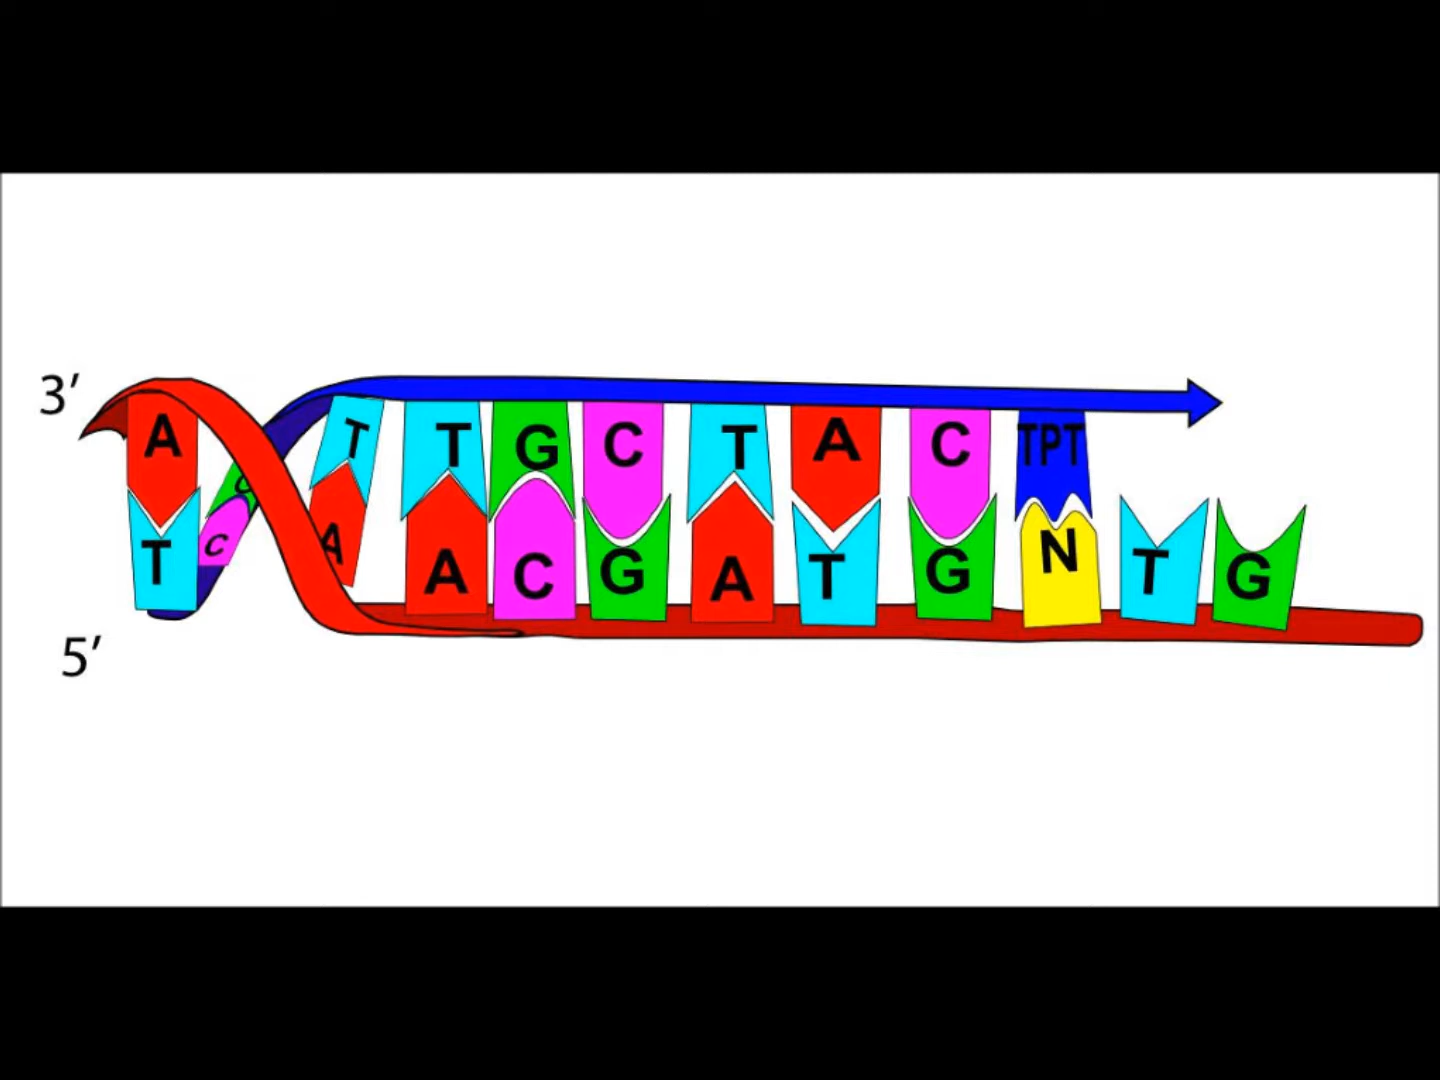 3′
A T T G C T A C TPT
T C A A C G A T G N T G
5′